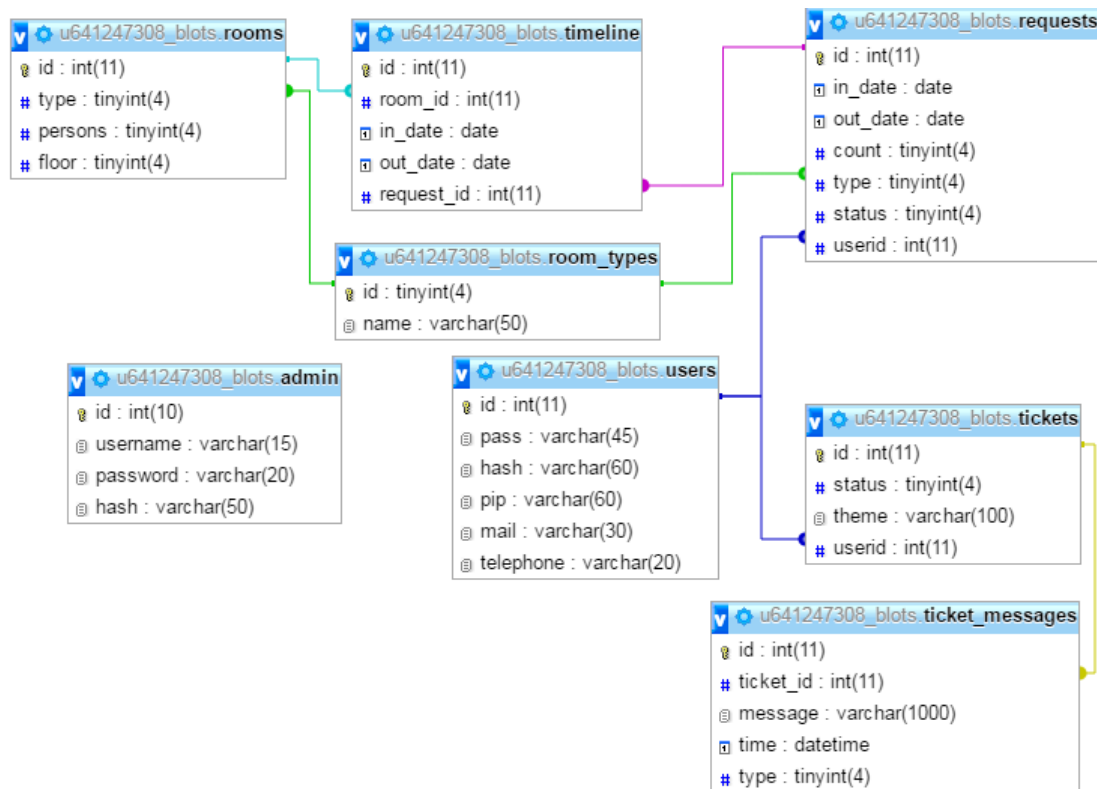 u641247308_blots.rooms
id : int(11)
type : tinyint(4)
persons : tinyint(4)
floor : tinyint(4)
u641247308_blots.timeline
id : int(11)
room_id : int(11)
in_date : date
out_date : date
request_id : int(11)
u641247308_blots.requests
id : int(11)
in_date : date
out_date : date
count : tinyint(4)
type : tinyint(4)
status : tinyint(4)
userid : int(11)
u641247308_blots.room_types
id : tinyint(4)
name : varchar(50)
u641247308_blots.admin
id : int(10)
username : varchar(15)
password : varchar(20)
hash : varchar(50)
u641247308_blots.users
id : int(11)
pass : varchar(45)
hash : varchar(60)
pip : varchar(60)
mail : varchar(30)
telephone : varchar(20)
u641247308_blots.tickets
id : int(11)
status : tinyint(4)
theme : varchar(100)
userid : int(11)
u641247308_blots.ticket_messages
id : int(11)
ticket_id : int(11)
message : varchar(1000)
time : datetime
type : tinyint(4)